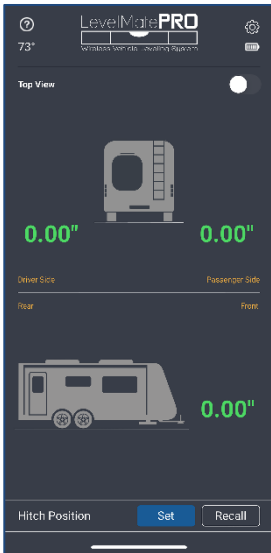 LevelMatePRO
Wireless Vehicle Leveling System
73°
Top View
0.00" 0.00"
Driver Side Passenger Side
Rear Front
0.00"
Hitch Position Set Recall